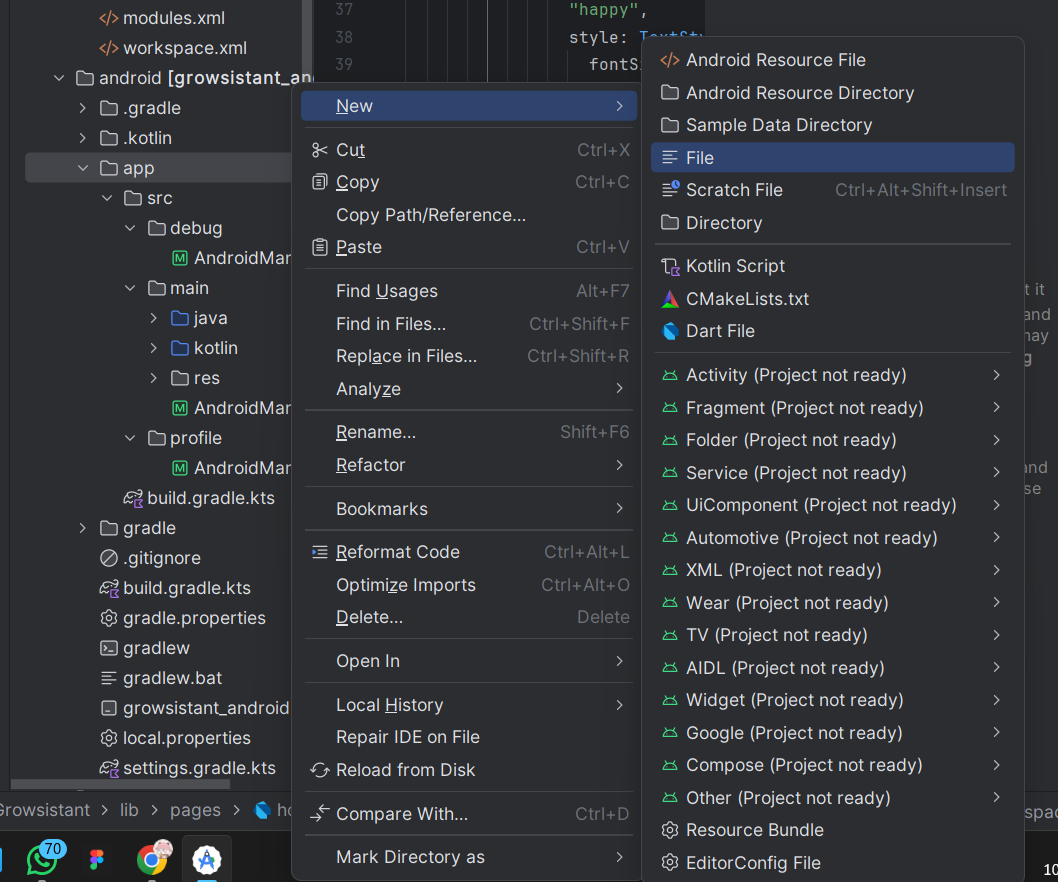 modules.xml
workspace.xml
android [growsistant_an
.gradle
.kotlin
app
src
debug
AndroidMar
main
java
kotlin
res
AndroidMar
profile
AndroidMar
build.gradle.kts
gradle
.gitignore
build.gradle.kts
gradle.properties
gradlew
gradlew.bat
growsistant_android
local.properties
settings.gradle.kts
37 "happy",
38 style: TextSty
39 fontSi
New
Cut Ctrl+X
Copy Ctrl+C
Copy Path/Reference...
Paste Ctrl+V
Find Usages Alt+F7
Find in Files... Ctrl+Shift+F
Replace in Files... Ctrl+Shift+R
Analyze
Rename... Shift+F6
Refactor
Bookmarks
Reformat Code Ctrl+Alt+L
Optimize Imports Ctrl+Alt+O
Delete... Delete
Open In
Local History
Repair IDE on File
Reload from Disk
Compare With... Ctrl+D
Mark Directory as
Android Resource File
Android Resource Directory
Sample Data Directory
File
Scratch File Ctrl+Alt+Shift+Insert
Directory
Kotlin Script
CMakeLists.txt
Dart File
Activity (Project not ready)
Fragment (Project not ready)
Folder (Project not ready)
Service (Project not ready)
UiComponent (Project not ready)
Automotive (Project not ready)
XML (Project not ready)
Wear (Project not ready)
TV (Project not ready)
AIDL (Project not ready)
Widget (Project not ready)
Google (Project not ready)
Compose (Project not ready)
Other (Project not ready)
Resource Bundle
EditorConfig File
t it
and
may
g
and
se
Growsistant lib pages ho
spac
70
10